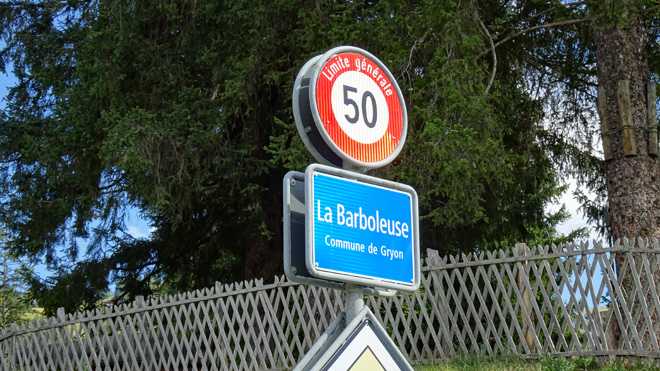 Limite générale
50
La Barboleuse
Commune de Gryon